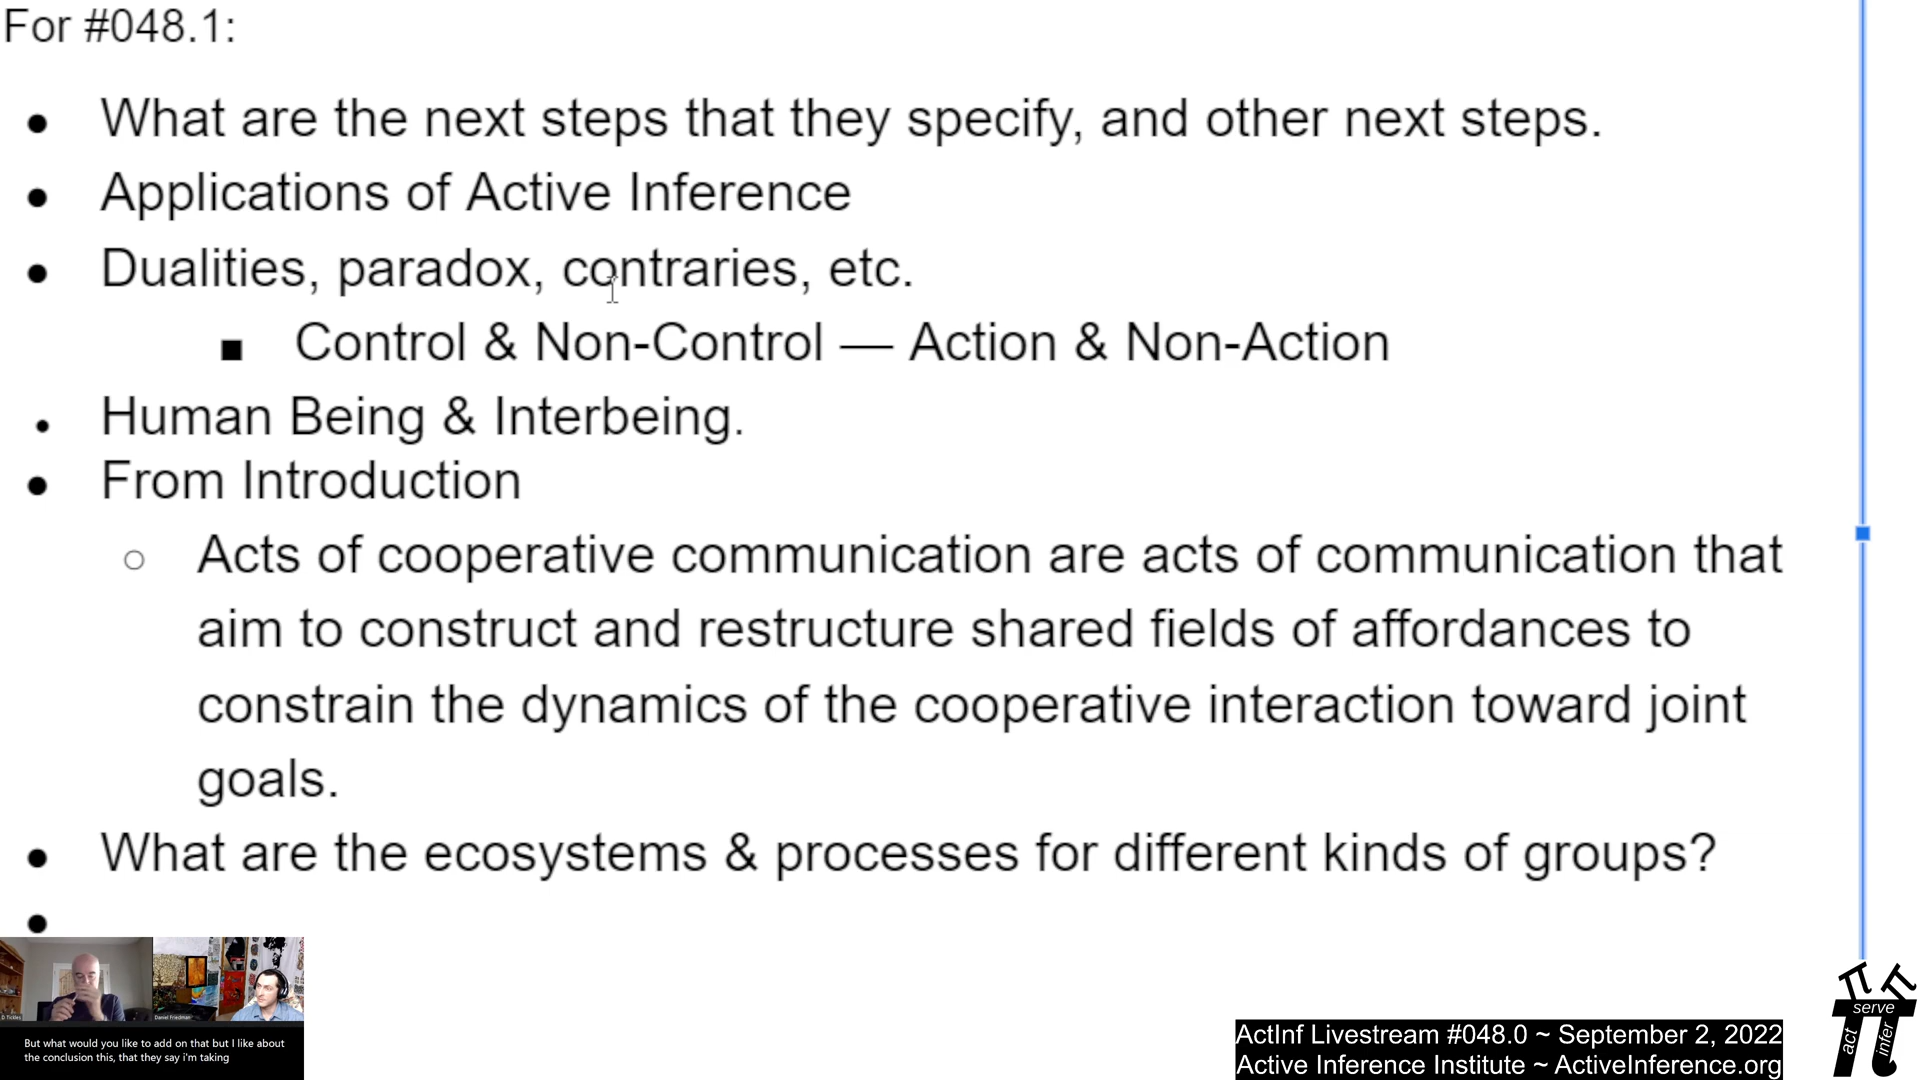 For #048.1:
● What are the next steps that they specify, and other next steps.
● Applications of Active Inference
● Dualities, paradox, contraries, etc.
■ Control & Non-Control — Action & Non-Action
● Human Being & Interbeing.
● From Introduction
○ Acts of cooperative communication are acts of communication that
aim to construct and restructure shared fields of affordances to
constrain the dynamics of the cooperative interaction toward joint
goals.
● What are the ecosystems & processes for different kinds of groups?
●
D Tickles
Daniel Friedman
But what would you like to add on that but I like about
the conclusion this, that they say i'm taking
ActInf Livestream #048.0 ~ September 2, 2022
Active Inference Institute ~ ActiveInference.org
serve
act
infer